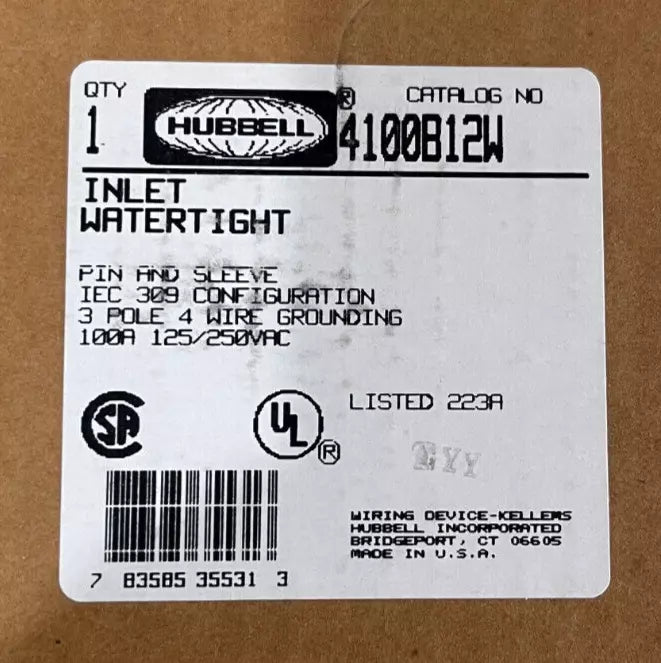 QTY
CATALOG NO
1
HUBBELL®
4100B12W
INLET
WATERTIGHT
PIN AND SLEEVE
IEC 309 CONFIGURATION
3 POLE 4 WIRE GROUNDING
100A 125/250VAC
SA
UL®
LISTED 223A
WIRING DEVICE-KELLEMS
HUBBELL INCORPORATED
BRIDGEPORT, CT 06605
MADE IN U.S.A.
7 83585 35531 3